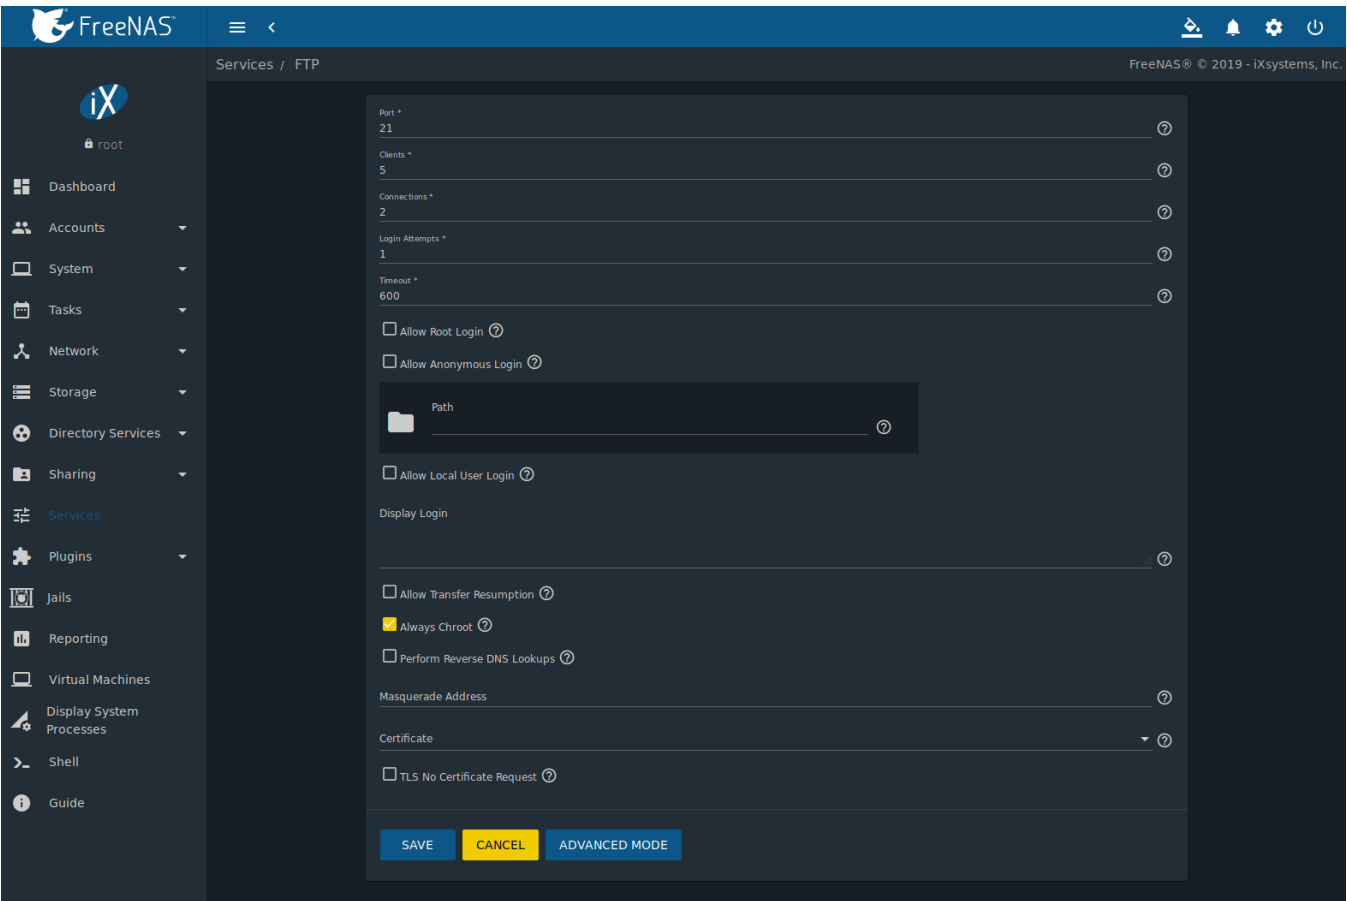 FreeNAS™
Services / FTP
FreeNAS® © 2019 - iXsystems, Inc.
iX
root
Dashboard
Accounts
System
Tasks
Network
Storage
Directory Services
Sharing
Services
Plugins
Jails
Reporting
Virtual Machines
Display System
Processes
Shell
Guide
Port *
21
Clients *
5
Connections *
2
Login Attempts *
1
Timeout *
600
Allow Root Login
Allow Anonymous Login
Path
Allow Local User Login
Display Login
Allow Transfer Resumption
Always Chroot
Perform Reverse DNS Lookups
Masquerade Address
Certificate
TLS No Certificate Request
SAVE CANCEL ADVANCED MODE